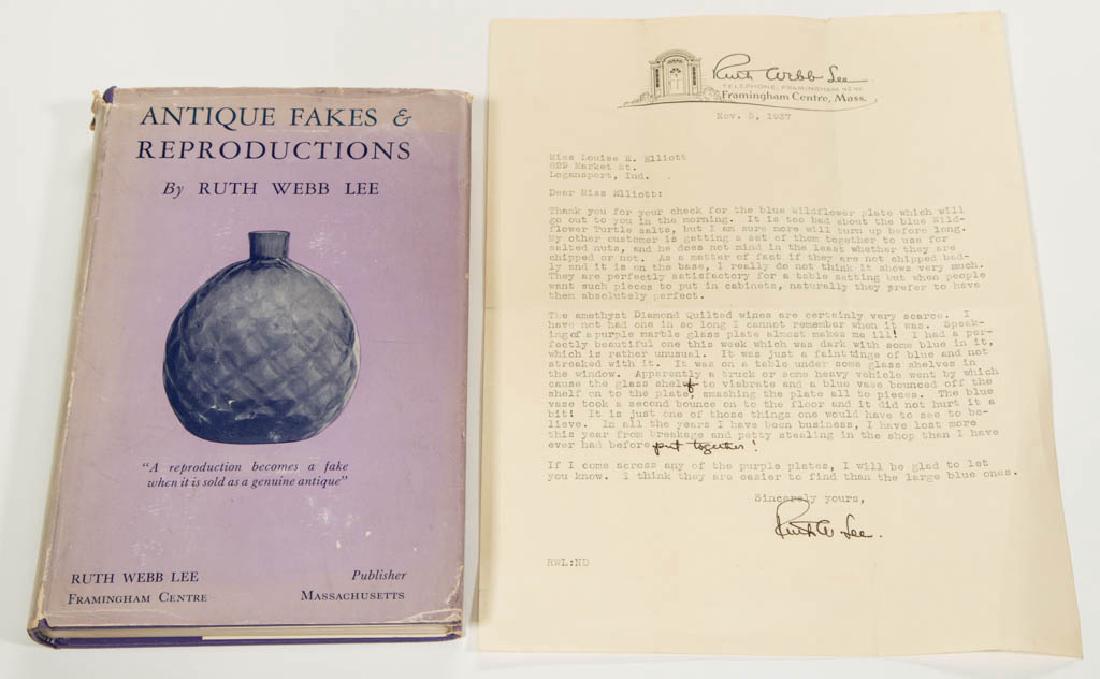 ANTIQUE FAKES &
REPRODUCTIONS
By RUTH WEBB LEE
"A reproduction becomes a fake
when it is sold as a genuine antique"
RUTH WEBB LEE Publisher
FRAMINGHAM CENTRE MASSACHUSETTS
Ruth Webb Lee
TELEPHONE, FRAMINGHAM
Framingham Centre, Mass.
Nov. 5, 1937
Miss Louise M. Elliott
Market St.
Logansport, Ind.
Dear Miss Elliott:
Thank you for your check for the blue Wildflower plate which will
go out to you in the morning. It is too bad about the blue Wild-
flower Turtle salts, but I am sure more will turn up before long.
My other customer is getting a set of them together to use for
salted nuts, and he does not mind in the least whether they are
chipped or not. As a matter of fact if they are not chipped bad-
ly and it is on the base, I really do not think it shows very much.
They are perfectly satisfactory for a table setting but when people
want such pieces to put in cabinets, naturally they prefer to have
them absolutely perfect.
The amethyst Diamond Quilted wines are certainly very scarce. I
have not had one in so long I cannot remember when it was. Speak-
ing of a purple marble glass plate almost makes me ill! I had a per-
fectly beautiful one this week which was dark with some blue in it,
which is rather unusual. It was just a faint tinge of blue and not
streaked with it. It was on a table under some glass shelves in
the window. Apparently a truck or some heavy vehicle went by which
cause the glass shelf to viabrate and a blue vase bounced off the
shelf on to the plate, smashing the plate all to pieces. The blue
vase took a second bounce on to the floor and it did not hurt it a
bit! It is just one of those things one would have to see to be-
lieve. In all the years I have been business, I have lost more
this year from breakage and petty stealing in the shop than I have
ever had before put together!
If I come across any of the purple plates, I will be glad to let
you know. I think they are easier to find than the large blue ones.
Sincerely yours,
Ruth W. Lee.
RWL:ND